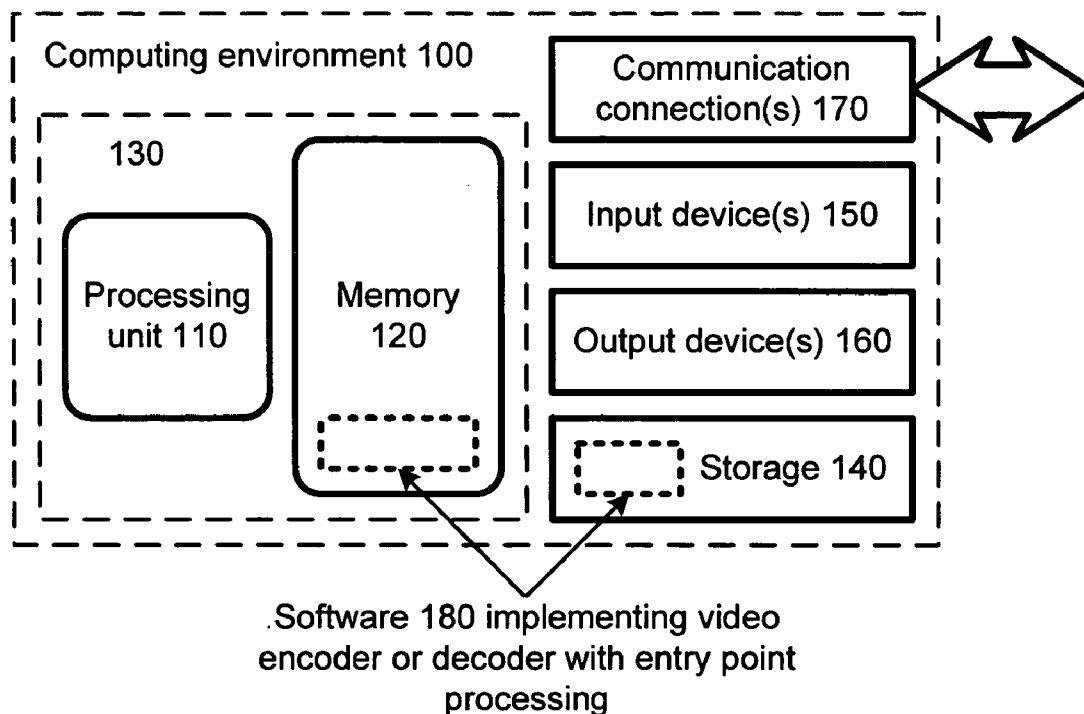 Computing environment 100
130
Processing
unit 110
Memory
120
Communication
connection(s) 170
Input device(s) 150
Output device(s) 160
Storage 140
.Software 180 implementing video
encoder or decoder with entry point
processing